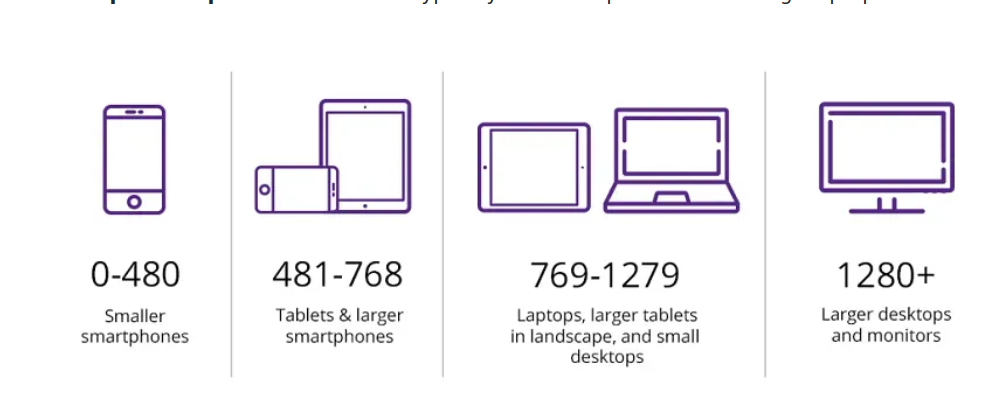 0-480
Smaller
smartphones
481-768
Tablets & larger
smartphones
769-1279
Laptops, larger tablets
in landscape, and small
desktops
1280+
Larger desktops
and monitors